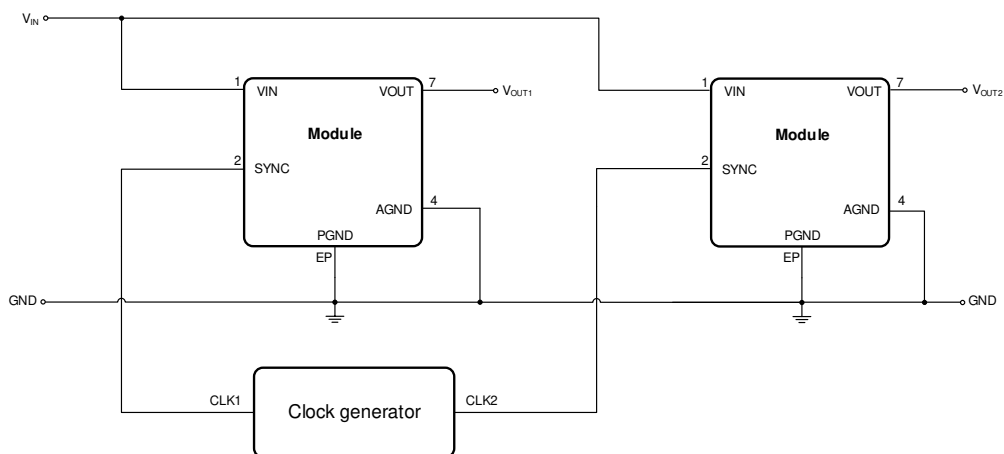 VIN
1 VIN VOUT 7 VOUT1
Module
2 SYNC
AGND 4
PGND
EP
1 VIN VOUT 7 VOUT2
Module
2 SYNC
AGND 4
PGND
EP
GND GND
CLK1 Clock generator CLK2